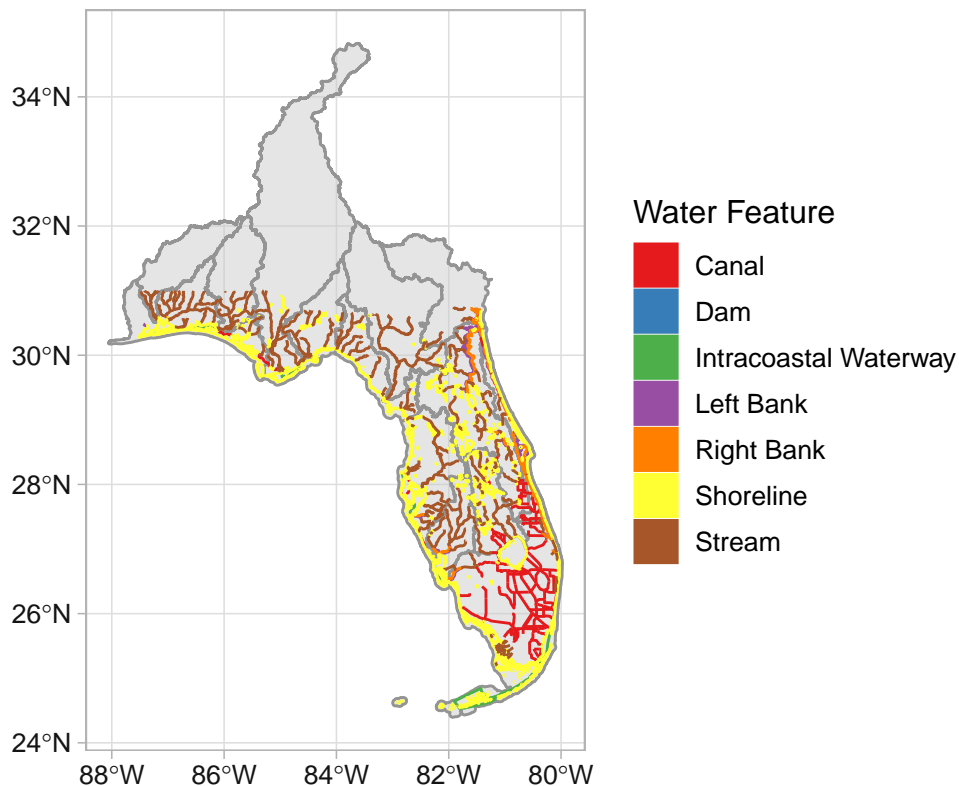 34°N
32°N
30°N
28°N
26°N
24°N
88°W 86°W 84°W 82°W 80°W
Water Feature
Canal
Dam
Intracoastal Waterway
Left Bank
Right Bank
Shoreline
Stream